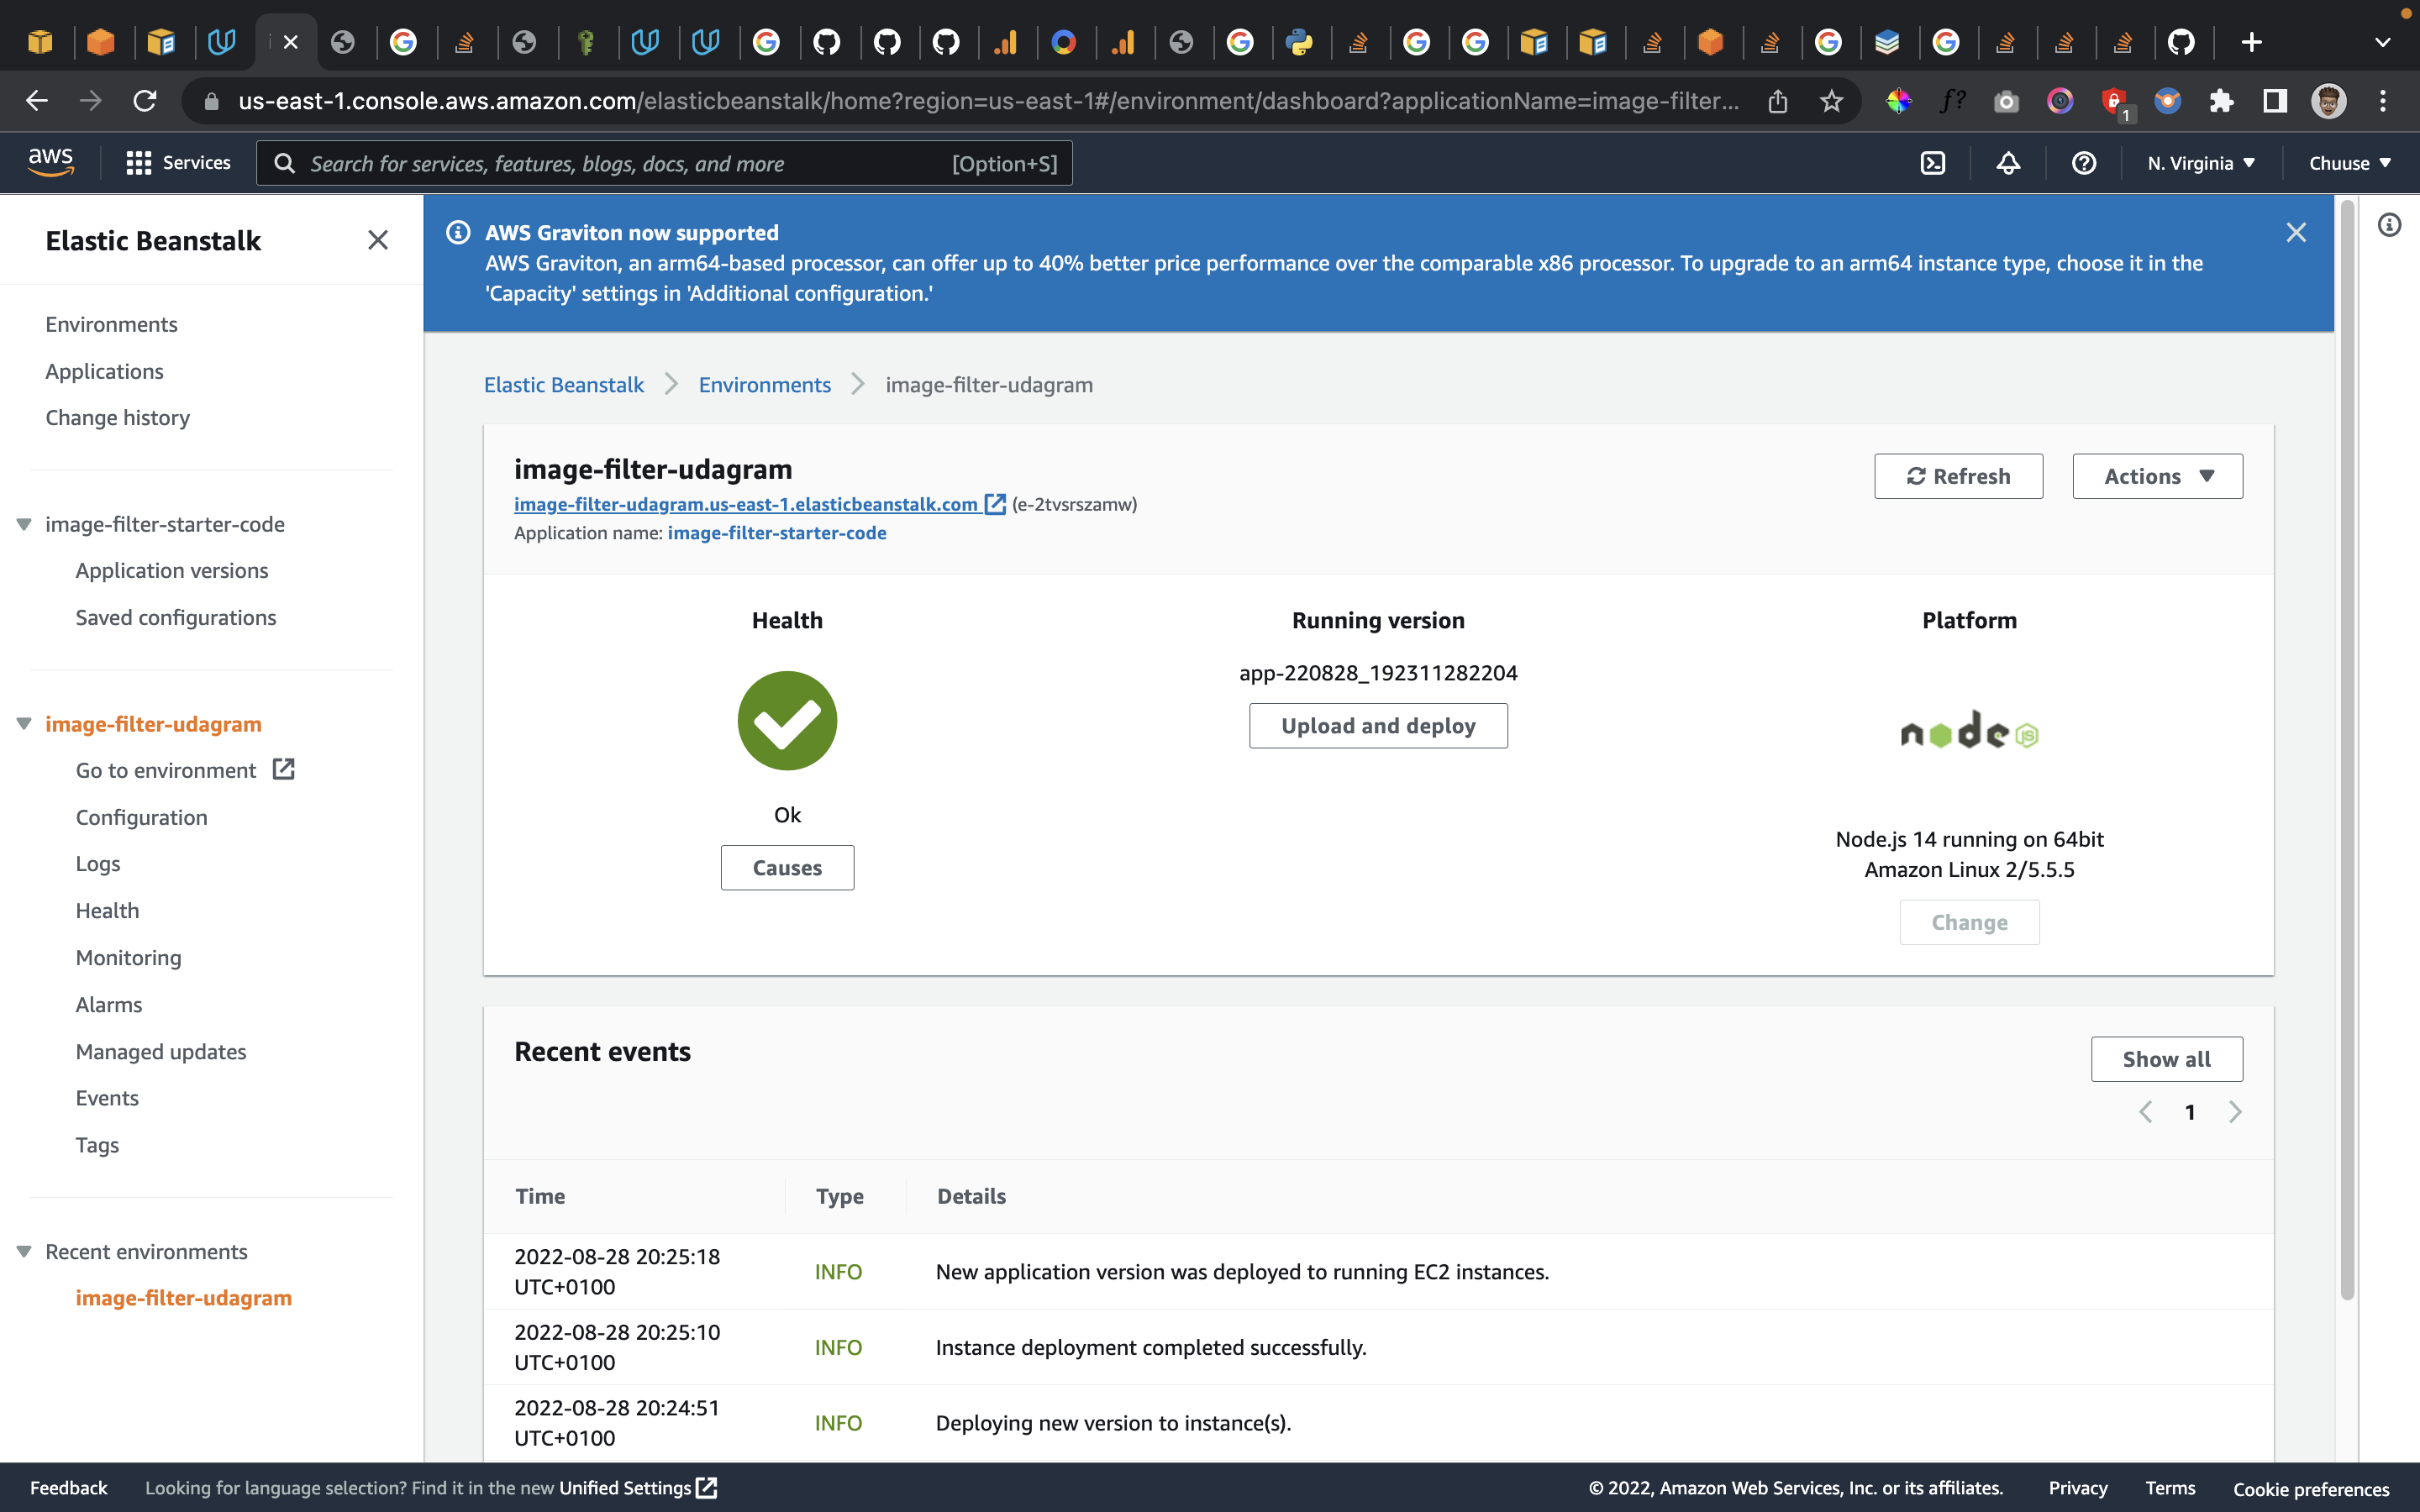 us-east-1.console.aws.amazon.com/elasticbeanstalk/home?region=us-east-1#/environment/dashboard?applicationName=image-filter...
f?
1
aws
Services
Search for services, features, blogs, docs, and more
[Option+S]
N. Virginia
Chuuse
Elastic Beanstalk
Environments
Applications
Change history
image-filter-starter-code
Application versions
Saved configurations
image-filter-udagram
Go to environment
Configuration
Logs
Health
Monitoring
Alarms
Managed updates
Events
Tags
Recent environments
image-filter-udagram
AWS Graviton now supported
AWS Graviton, an arm64-based processor, can offer up to 40% better price performance over the comparable x86 processor. To upgrade to an arm64 instance type, choose it in the
'Capacity' settings in 'Additional configuration.'
Elastic Beanstalk
Environments
image-filter-udagram
image-filter-udagram
image-filter-udagram.us-east-1.elasticbeanstalk.com (e-2tvsrszamw)
Application name: image-filter-starter-code
Refresh
Actions
Health
Ok
Causes
Running version
app-220828_192311282204
Upload and deploy
Platform
node JS
Node.js 14 running on 64bit
Amazon Linux 2/5.5.5
Change
Recent events
Show all
1
Time
Type
Details
2022-08-28 20:25:18
UTC+0100
INFO
New application version was deployed to running EC2 instances.
2022-08-28 20:25:10
UTC+0100
INFO
Instance deployment completed successfully.
2022-08-28 20:24:51
UTC+0100
INFO
Deploying new version to instance(s).
Feedback
Looking for language selection? Find it in the new Unified Settings
© 2022, Amazon Web Services, Inc. or its affiliates.
Privacy
Terms
Cookie preferences